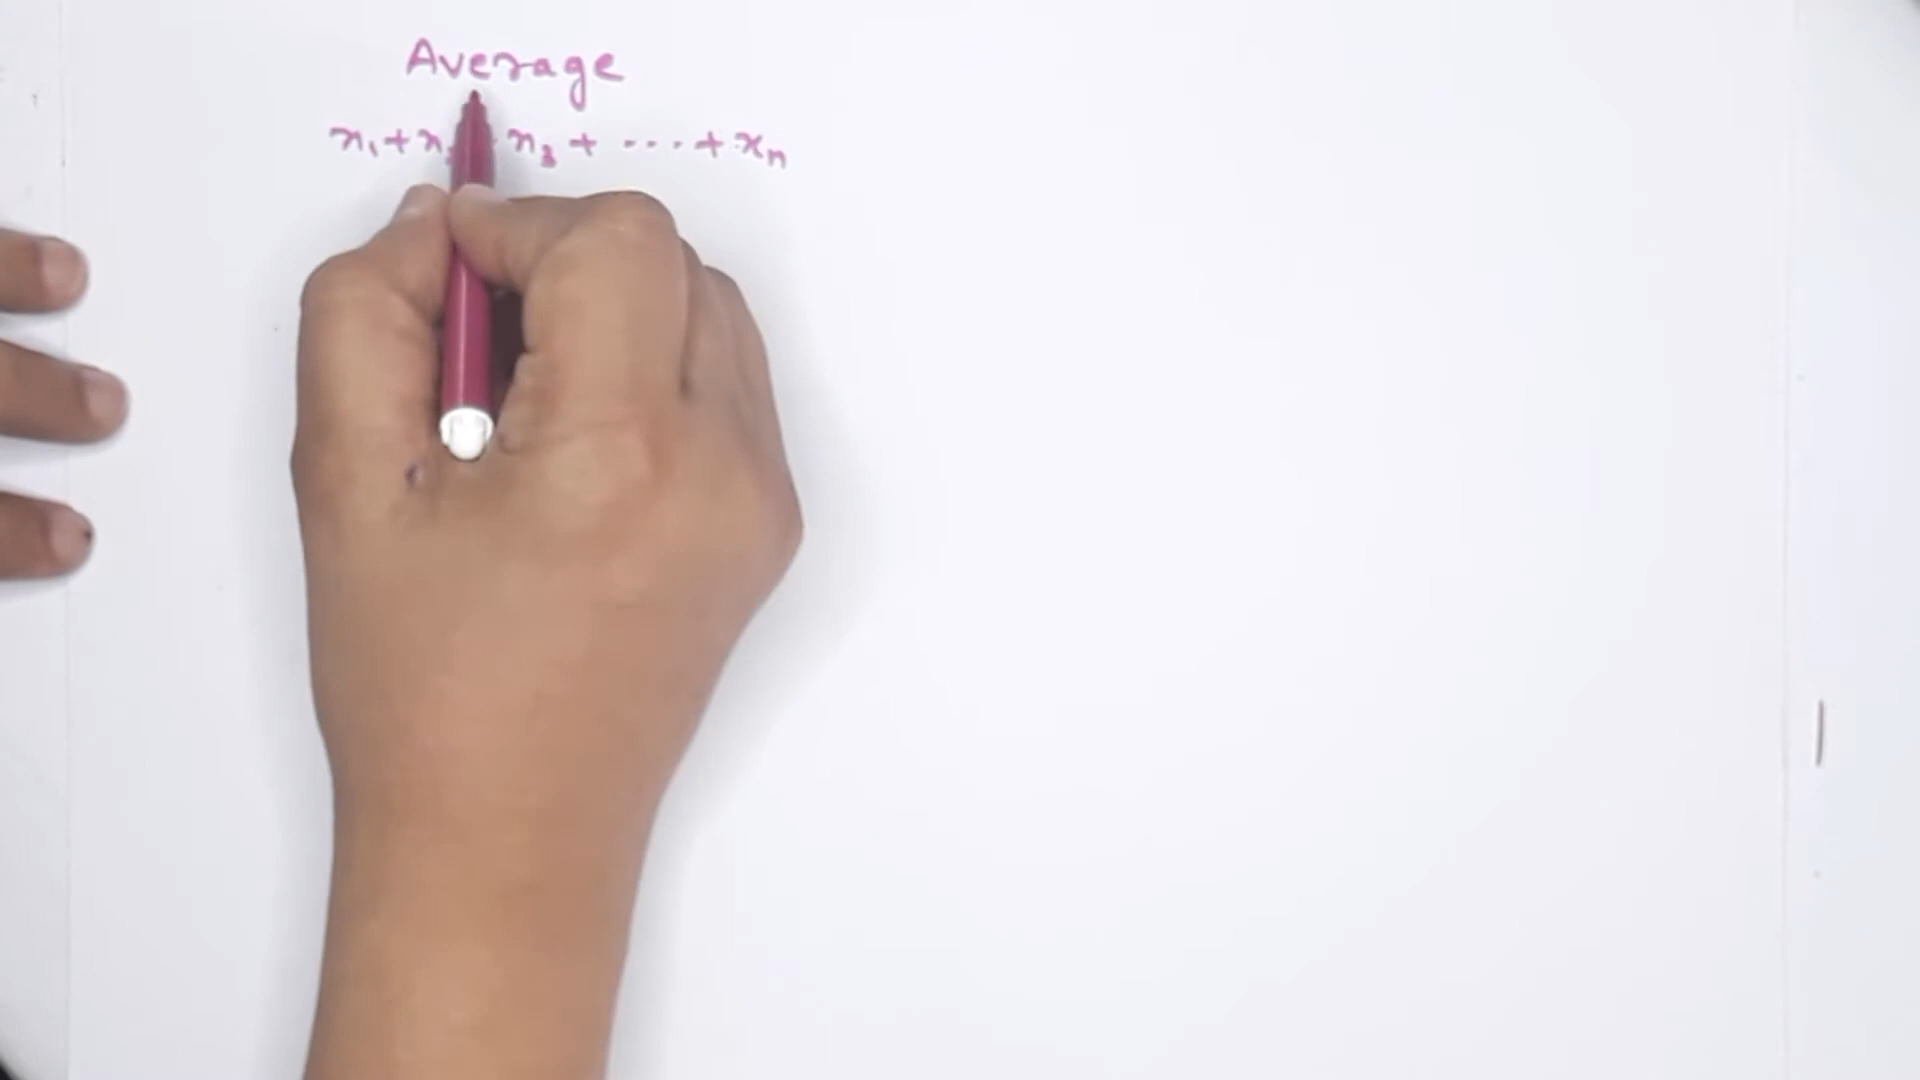 Average
x₁ + x₂ + x₃ + .... + xₙ